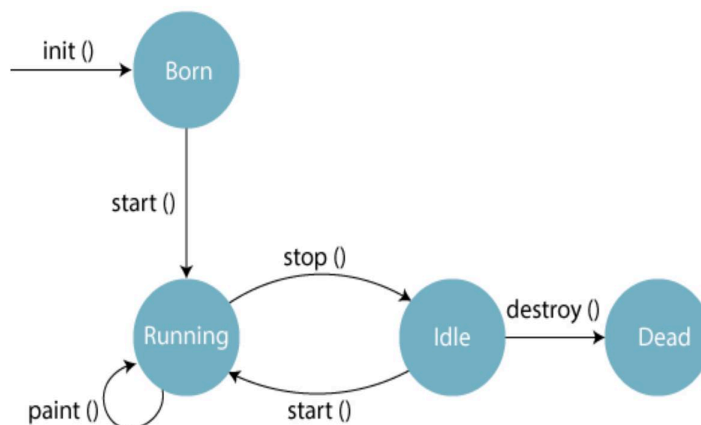 init ()
Born
start ()
stop ()
destroy ()
Running
Idle
Dead
paint ()
start ()